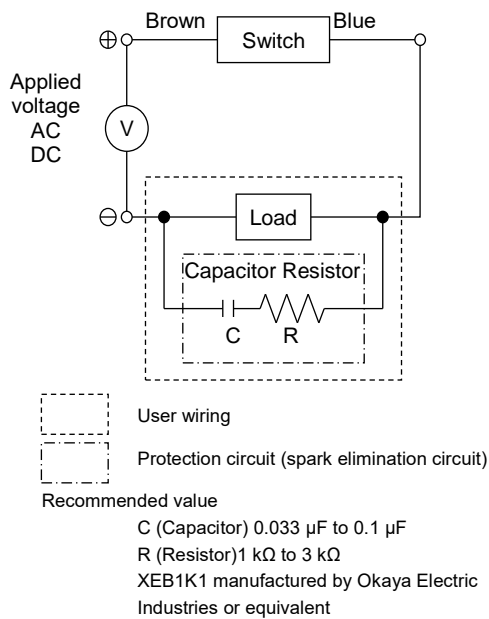 Brown
Blue
Switch
Applied
voltage
AC
DC
V
Load
Capacitor Resistor
C
R
User wiring
Protection circuit (spark elimination circuit)
Recommended value
C (Capacitor) 0.033 µF to 0.1 µF
R (Resistor)1 kΩ to 3 kΩ
XEB1K1 manufactured by Okaya Electric
Industries or equivalent